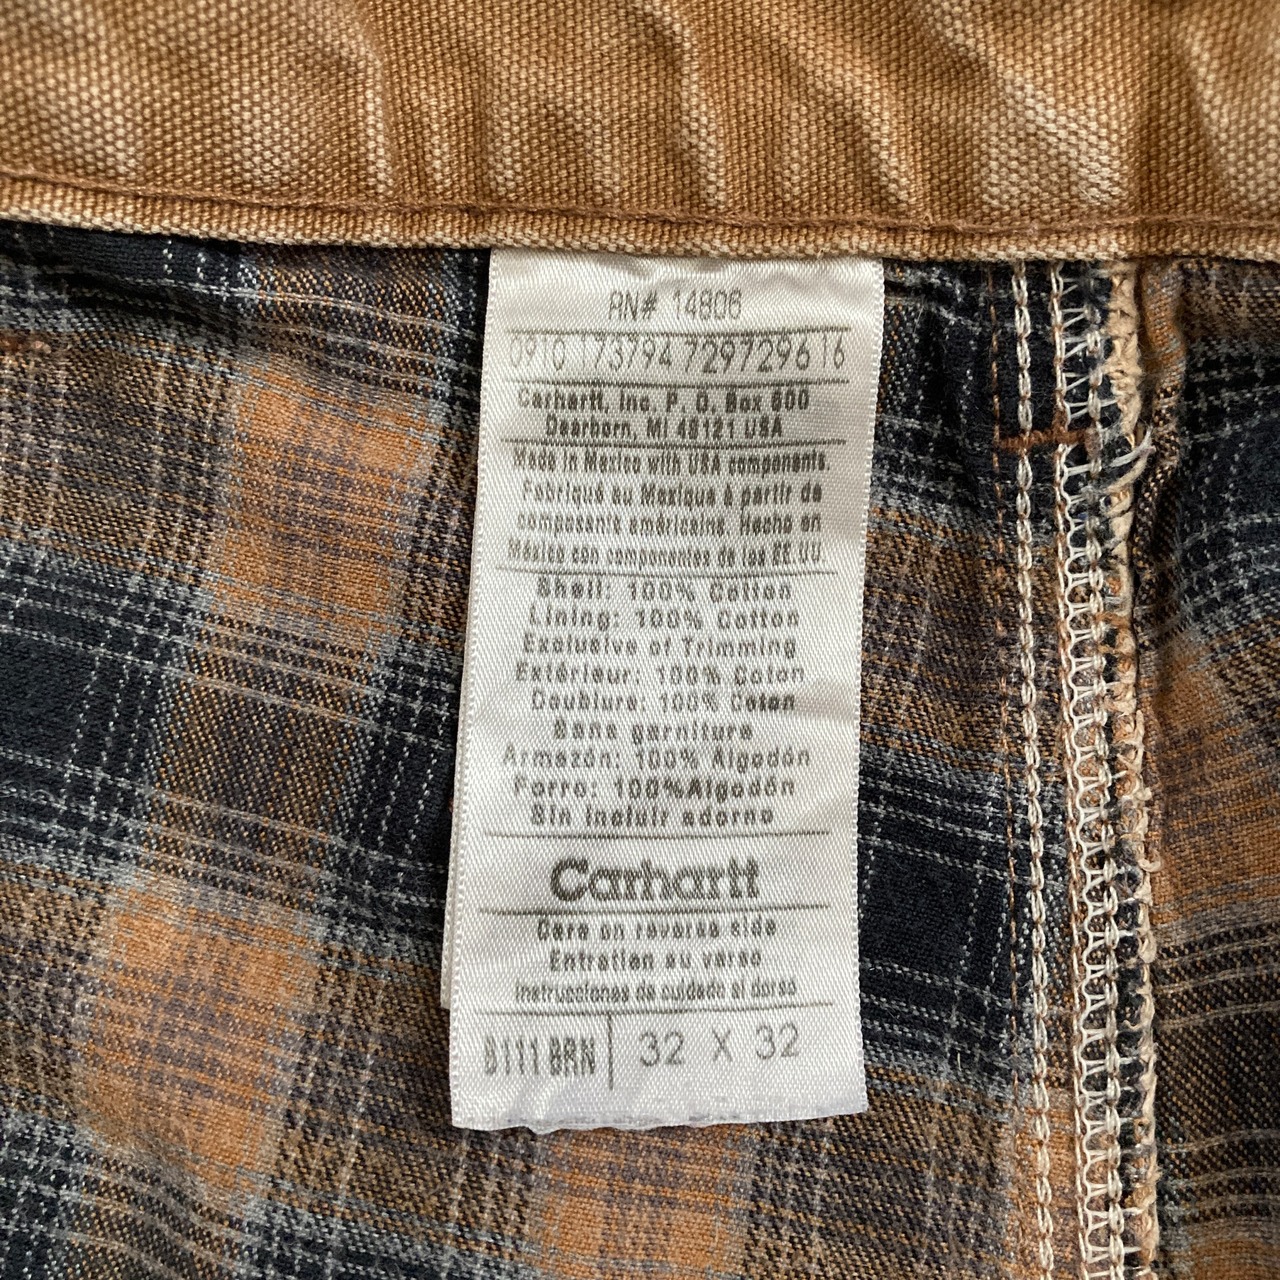 RN# 14806
0910 173794 7297296 16
Carhartt, Inc. P. O. Box 600
Dearborn, MI 48121 USA
Made in Mexico with USA components.
Fabriqué au Mexique à partir de
composants américains. Hecho en
México con componentes de los EE UU
Shell: 100% Cotton
Lining: 100% Cotton
Exclusive of Trimming
Extérieur: 100% Coton
Doublure: 100% Coton
Sans garniture
Armazón: 100% Algodón
Forro: 100%Algodón
Sin incluir adorno
Carhartt
Care on reverse side
Entretien au verso
Instrucciones de cuidado al dorso
B111 BRN 32 X 32